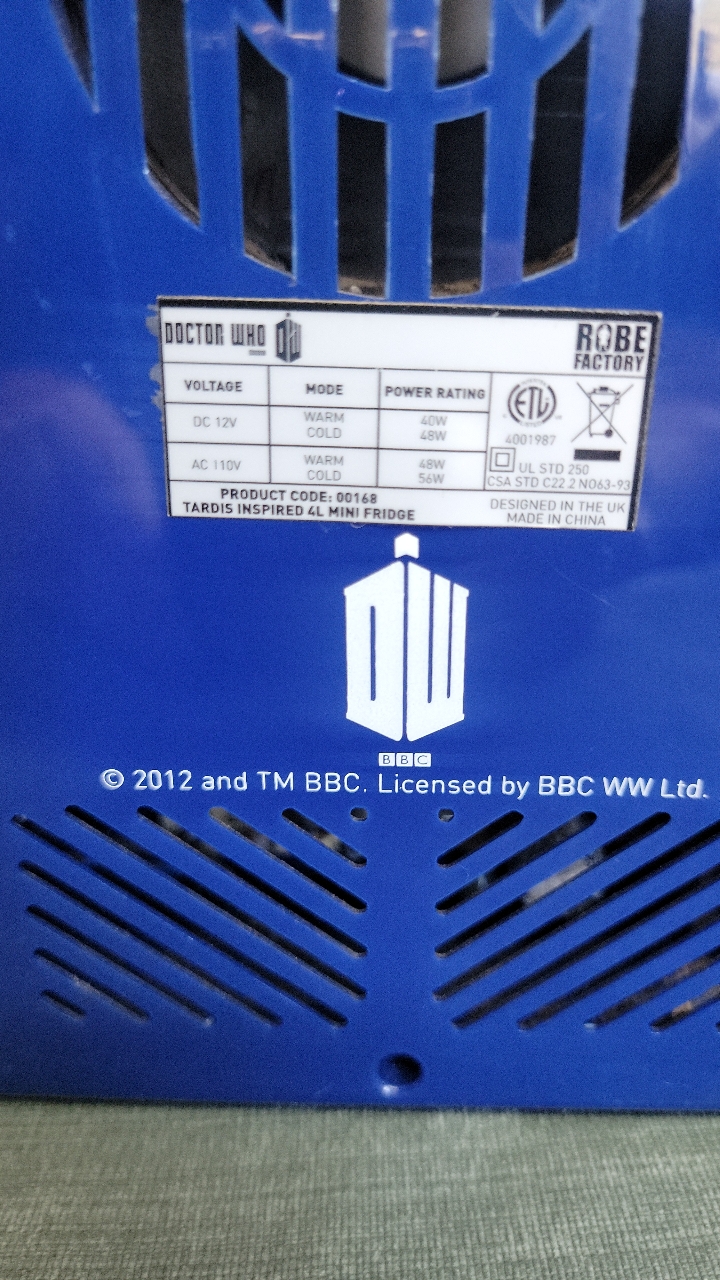 DOCTOR WHO DW
ROBE
FACTORY
VOLTAGE MODE POWER RATING
DC 12V WARM 40W
COLD 48W
AC 110V WARM 48W
COLD 56W
ETL
4001987
UL STD 250
CSA STD C22.2 NO63-93
PRODUCT CODE: 00168
TARDIS INSPIRED 4L MINI FRIDGE
DESIGNED IN THE UK
MADE IN CHINA
DW
BBC
© 2012 and TM BBC. Licensed by BBC WW Ltd.